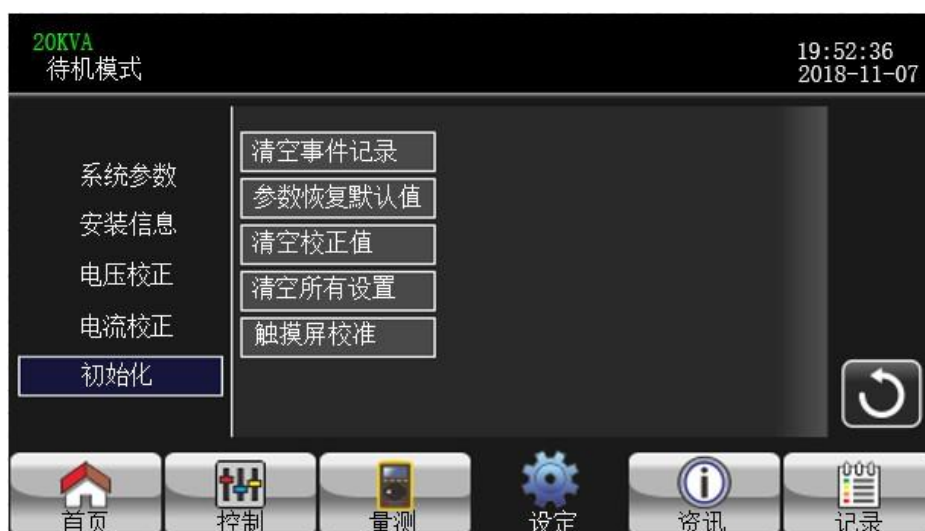 20KVA
待机模式
19:52:36
2018-11-07
系统参数
安装信息
电压校正
电流校正
初始化
清空事件记录
参数恢复默认值
清空校正值
清空所有设置
触摸屏校准
首页
控制
量测
设定
资讯
记录